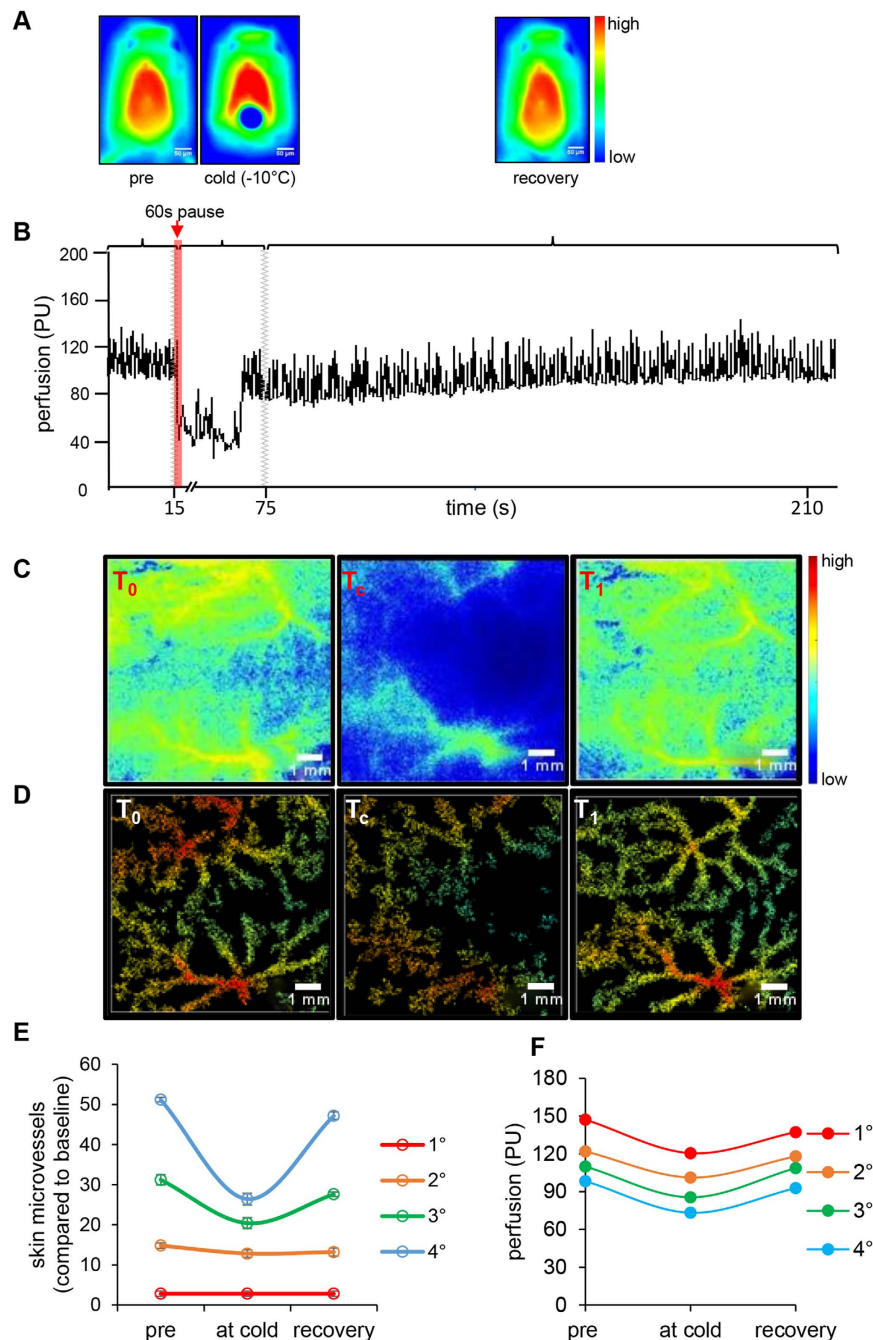 A
high
50 µm
50 µm
50 µm
low
pre
cold (-10°C)
recovery
60s pause
B
200
160
120
80
40
0
perfusion (PU)
15
75
time (s)
210
C
T0
Tc
T1
high
1 mm
1 mm
1 mm
low
D
T0
Tc
T1
1 mm
1 mm
1 mm
E
60
50
40
30
20
10
0
skin microvessels
(compared to baseline)
1°
2°
3°
4°
pre
at cold
recovery
F
180
150
120
90
60
30
0
perfusion (PU)
1°
2°
3°
4°
pre
at cold
recovery